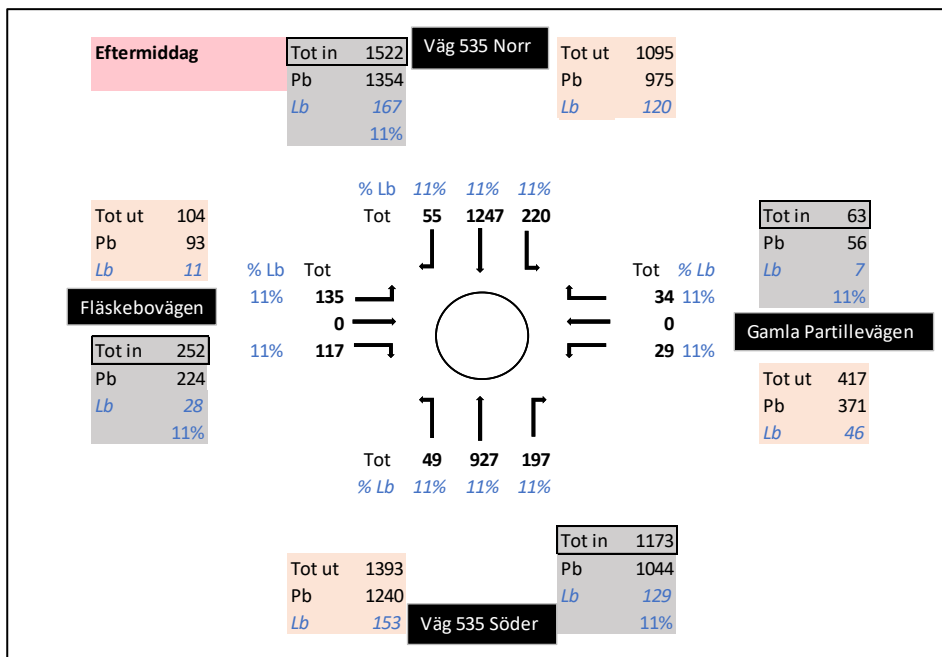 Eftermiddag
Tot in 1522
Pb 1354
Lb 167
11%
Väg 535 Norr
Tot ut 1095
Pb 975
Lb 120
% Lb 11% 11% 11%
Tot 55 1247 220
Tot ut 104
Pb 93
Lb 11
Fläskebovägen
Tot in 252
Pb 224
Lb 28
11%
% Lb Tot
11% 135
0
11% 117
Tot % Lb
34 11%
0
29 11%
Tot in 63
Pb 56
Lb 7
11%
Gamla Partillevägen
Tot ut 417
Pb 371
Lb 46
Tot 49 927 197
% Lb 11% 11% 11%
Tot ut 1393
Pb 1240
Lb 153
Väg 535 Söder
Tot in 1173
Pb 1044
Lb 129
11%